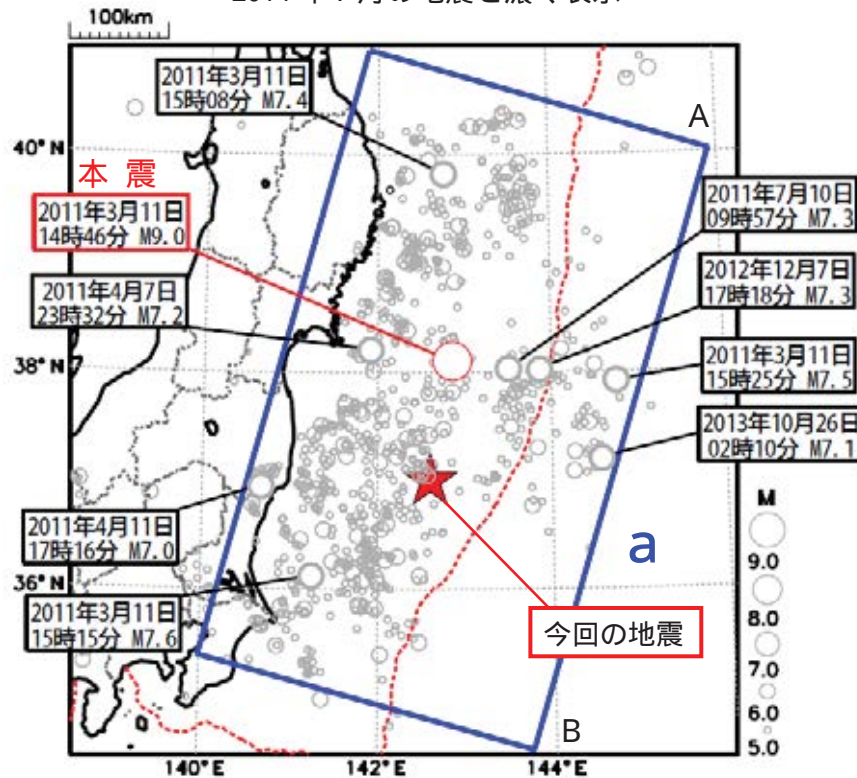 100km
2011年3月11日
15時08分 M7.4
A
40°N
本 震
2011年3月11日
14時46分 M9.0
2011年7月10日
09時57分 M7.3
2012年12月7日
17時18分 M7.3
2011年4月7日
23時32分 M7.2
38°N
2011年3月11日
15時25分 M7.5
2013年10月26日
02時10分 M7.1
M
2011年4月11日
17時16分 M7.0
a
9.0
36°N
2011年3月11日
15時15分 M7.6
今回の地震
8.0
7.0
6.0
5.0
B
140°E
142°E
144°E